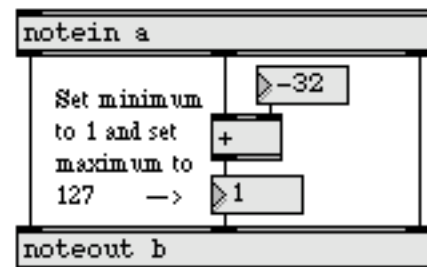 notein a
-32
Set minimum
to 1 and set
+
maximum to
127 —>
1
noteout b